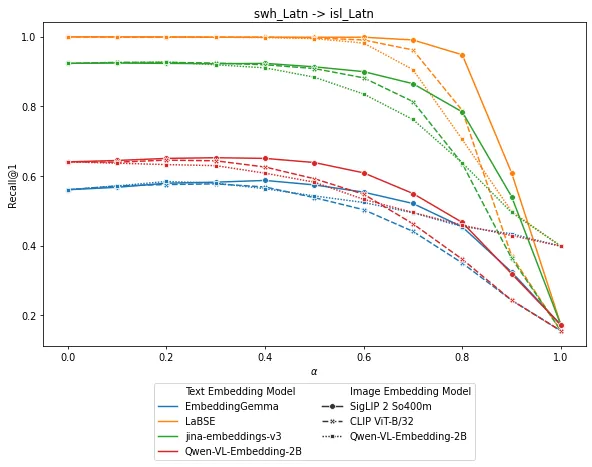 swh_Latn -> isl_Latn
1.0
0.8
0.6
0.4
0.2
Recall@1
0.0 0.2 0.4 0.6 0.8 1.0
α
Text Embedding Model Image Embedding Model
EmbeddingGemma SigLIP 2 So400m
LaBSE CLIP ViT-B/32
jina-embeddings-v3 Qwen-VL-Embedding-2B
Qwen-VL-Embedding-2B